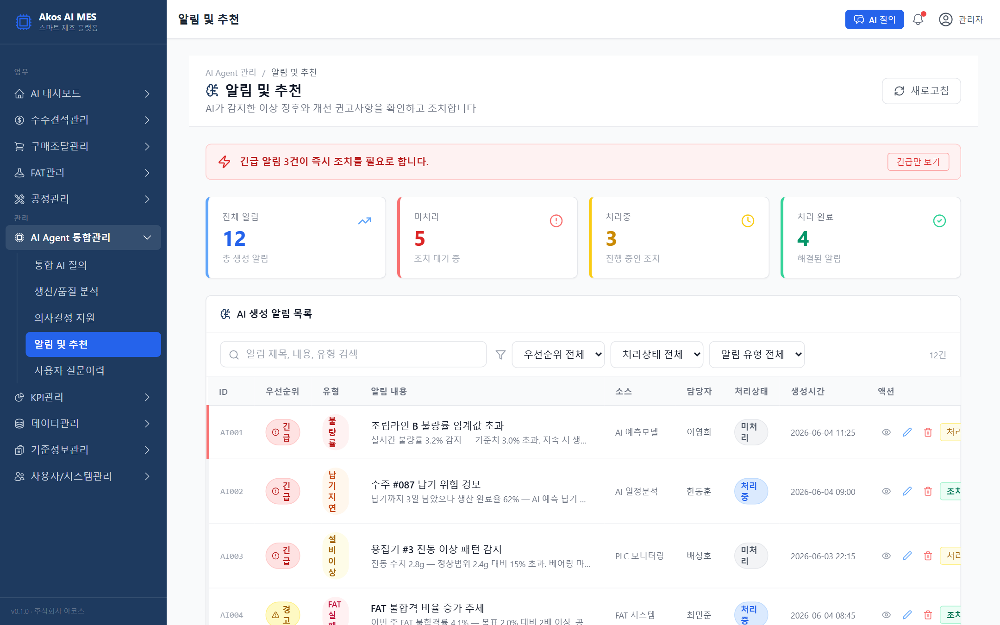 Akos AI MES
스마트 제조 플랫폼
알림 및 추천
AI 질의
관리자
업무
AI 대시보드
수주견적관리
구매조달관리
FAT관리
공정관리
관리
AI Agent 통합관리
통합 AI 질의
생산/품질 분석
의사결정 지원
알림 및 추천
사용자 질문이력
KPI관리
데이터관리
기준정보관리
사용자/시스템관리
v0.1.0 · 주식회사 아코스
AI Agent 관리 / 알림 및 추천
알림 및 추천
AI가 감지한 이상 징후와 개선 권고사항을 확인하고 조치합니다
새로고침
긴급 알림 3건이 즉시 조치를 필요로 합니다.
긴급만 보기
전체 알림
12
총 생성 알림
미처리
5
조치 대기 중
처리중
3
진행 중인 조치
처리 완료
4
해결된 알림
AI 생성 알림 목록
알림 제목, 내용, 유형 검색
우선순위 전체
처리상태 전체
알림 유형 전체
12건
ID 우선순위 유형 알림 내용 소스 담당자 처리상태 생성시간 액션
AI001
긴
급
불
량
률
조립라인 B 불량률 임계값 초과
실시간 불량률 3.2% 감지 — 기준치 3.0% 초과. 지속 시 생...
AI 예측모델
이영희
미처
리
2026-06-04 11:25
처리
AI002
긴
급
납
기
지
연
수주 #087 납기 위험 경보
납기까지 3일 남았으나 생산 완료율 62% — AI 예측 납기 ...
AI 일정분석
한동훈
처리
중
2026-06-04 09:00
조치
AI003
긴
급
설
비
이
상
용접기 #3 진동 이상 패턴 감지
진동 수치 2.8g — 정상범위 2.4g 대비 15% 초과. 베어링 마...
PLC 모니터링
배성호
미처
리
2026-06-03 22:15
처리
AI004
경
고
FAT
실
패
FAT 불합격 비율 증가 추세
이번 주 FAT 불합격률 4.1% — 목표 2.0% 대비 2배 이상. 공
FAT 시스템
최민준
처리
중
2026-06-04 08:45
조치